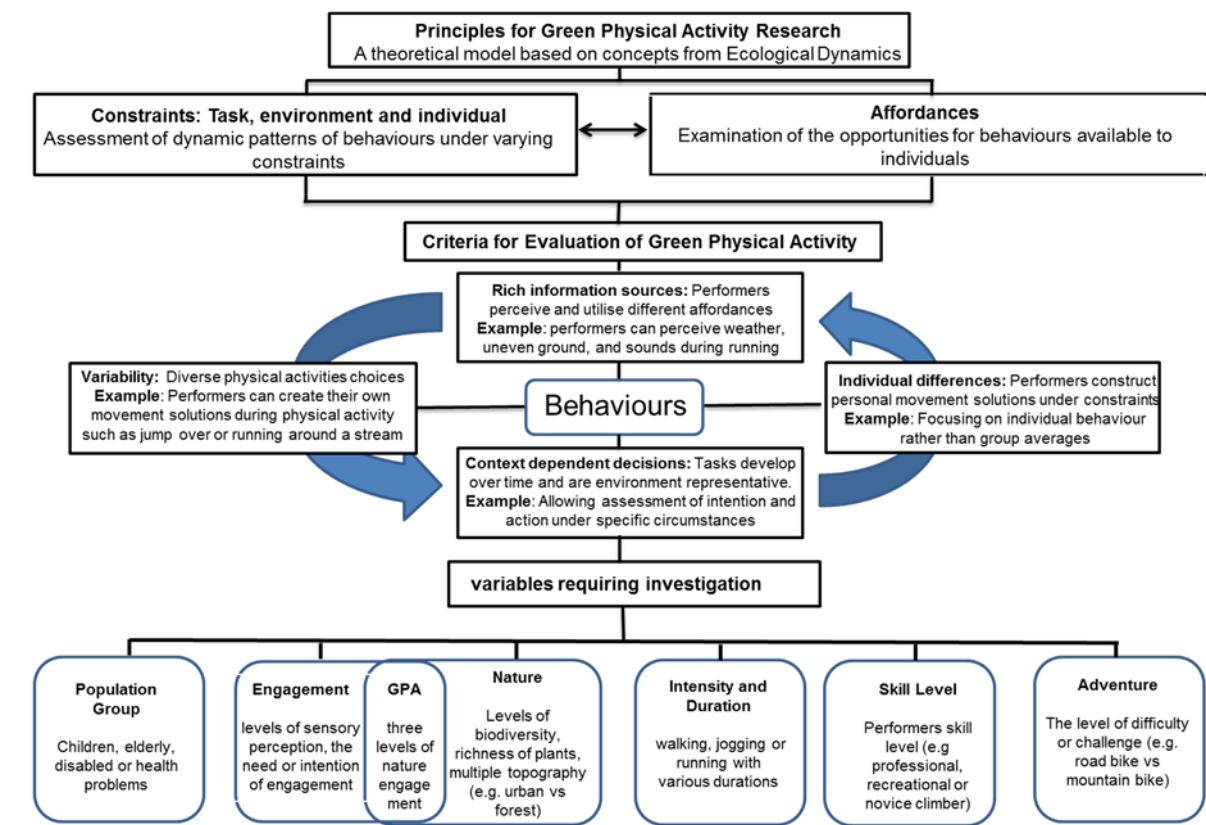 Principles for Green Physical Activity Research
A theoretical model based on concepts from Ecological Dynamics
Constraints: Task, environment and individual
Assessment of dynamic patterns of behaviours under varying
constraints
Affordances
Examination of the opportunities for behaviours available to
individuals
Criteria for Evaluation of Green Physical Activity
Rich information sources: Performers
perceive and utilise different affordances
Example: performers can perceive weather,
uneven ground, and sounds during running
Variability: Diverse physical activities choices
Example: Performers can create their own
movement solutions during physical activity
such as jump over or running around a stream
Behaviours
Individual differences: Performers construct
personal movement solutions under constraints
Example: Focusing on individual behaviour
rather than group averages
Context dependent decisions: Tasks develop
over time and are environment representative.
Example: Allowing assessment of intention and
action under specific circumstances
variables requiring investigation
Population
Group
Children, elderly,
disabled or health
problems
Engagement
levels of sensory
perception, the
need or intention
of engagement
GPA
three
levels of
nature
engage
ment
Nature
Levels of
biodiversity,
richness of plants,
multiple topography
(e.g. urban vs
forest)
Intensity and
Duration
walking, jogging or
running with
various durations
Skill Level
Performers skill
level (e.g
professional,
recreational or
novice climber)
Adventure
The level of difficulty
or challenge (e.g.
road bike vs
mountain bike)